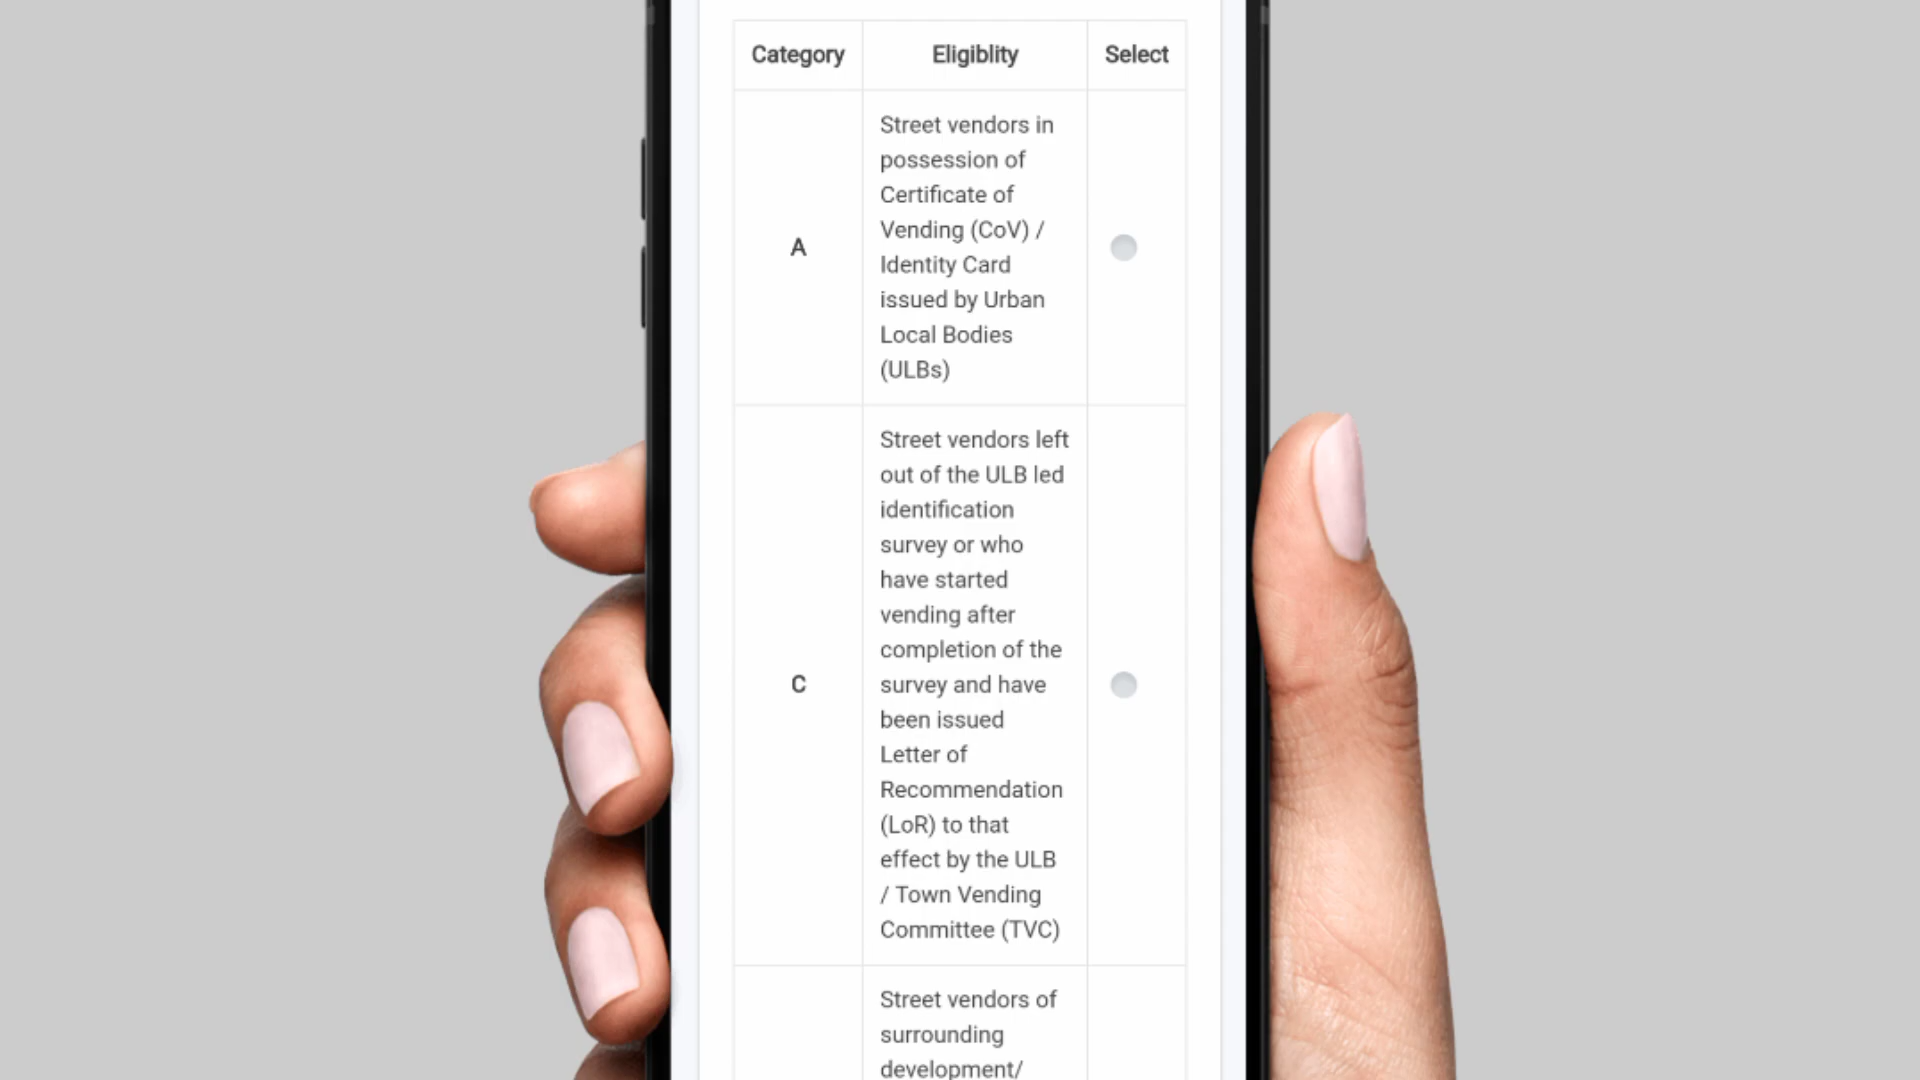 Category Eligiblity Select
Street vendors in
possession of
Certificate of
Vending (CoV) /
A
Identity Card
issued by Urban
Local Bodies
(ULBs)
Street vendors left
out of the ULB led
identification
survey or who
have started
vending after
completion of the
C
survey and have
been issued
Letter of
Recommendation
(LoR) to that
effect by the ULB
/ Town Vending
Committee (TVC)
Street vendors of
surrounding
development/